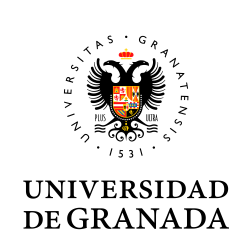 UNIVERSITAS · GRANATENSIS
· 1531 ·
PLUS ULTRA
UNIVERSIDAD
DE GRANADA